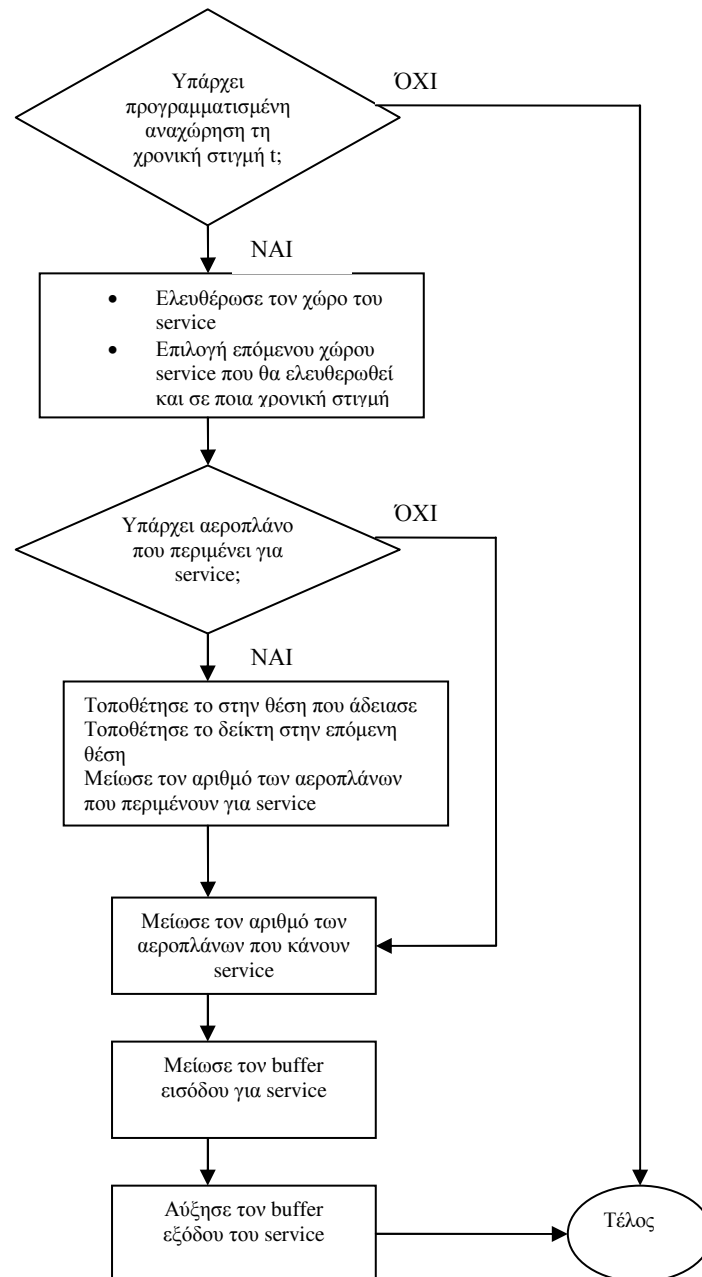 Υπάρχει
προγραμματισμένη
αναχώρηση τη
χρονική στιγμή t;
ΌΧΙ
ΝΑΙ
• Ελευθέρωσε τον χώρο του
service
• Επιλογή επόμενου χώρου
service που θα ελευθερωθεί
και σε ποια χρονική στιγμή
Υπάρχει αεροπλάνο
που περιμένει για
service;
ΌΧΙ
ΝΑΙ
Τοποθέτησε το στην θέση που άδειασε
Τοποθέτησε το δείκτη στην επόμενη
θέση
Μείωσε τον αριθμό των αεροπλάνων
που περιμένουν για service
Μείωσε τον αριθμό των
αεροπλάνων που κάνουν
service
Μείωσε τον buffer
εισόδου για service
Αύξησε τον buffer
εξόδου του service
Τέλος